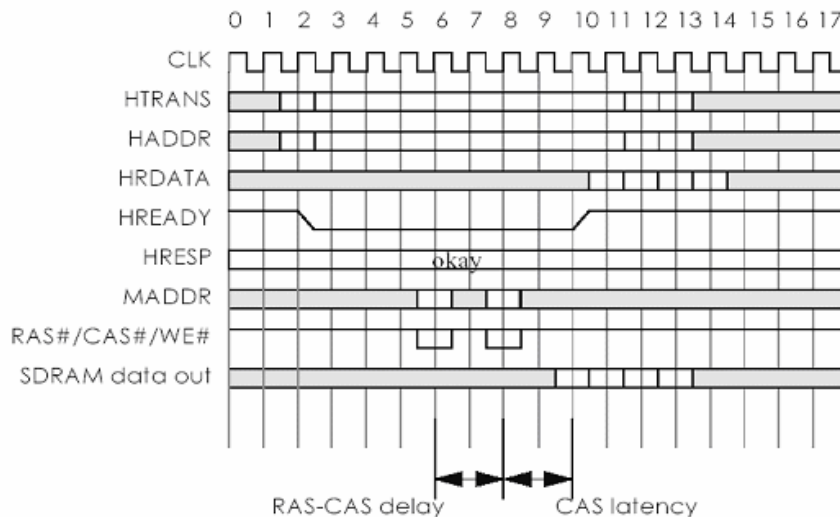 0 1 2 3 4 5 6 7 8 9 10 11 12 13 14 15 16 17
CLK
HTRANS
HADDR
HRDATA
HREADY
HRESP
okay
MADDR
RAS#/CAS#/WE#
SDRAM data out
RAS-CAS delay
CAS latency